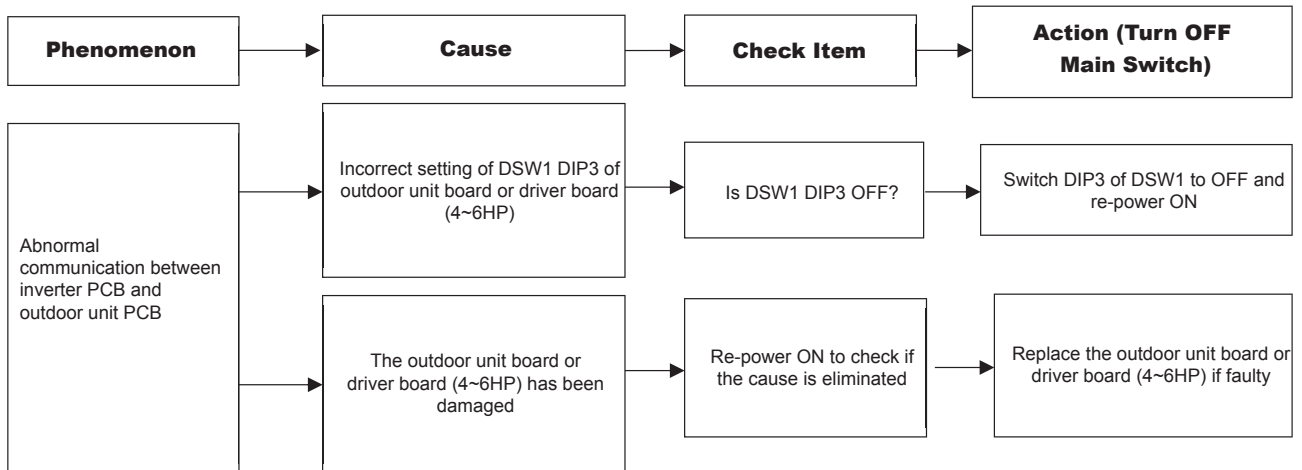 Phenomenon
Cause
Check Item
Action (Turn OFF
Main Switch)
Abnormal
communication between
inverter PCB and
outdoor unit PCB
Incorrect setting of DSW1 DIP3 of
outdoor unit board or driver board
(4~6HP)
Is DSW1 DIP3 OFF?
Switch DIP3 of DSW1 to OFF and
re-power ON
The outdoor unit board or
driver board (4~6HP) has been
damaged
Re-power ON to check if
the cause is eliminated
Replace the outdoor unit board or
driver board (4~6HP) if faulty